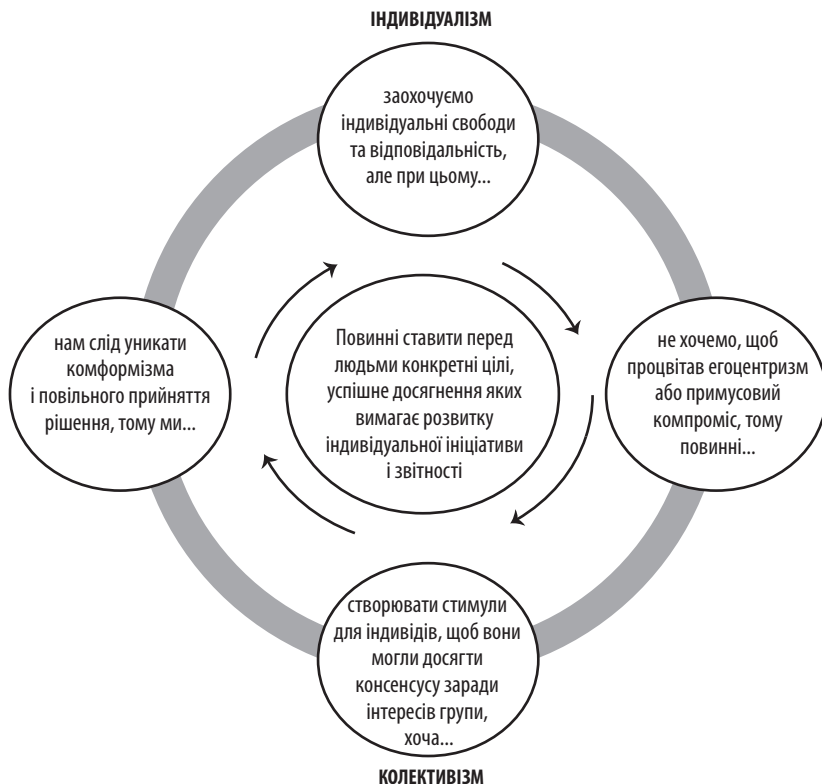 ІНДИВІДУАЛІЗМ
заохочуємо
індивідуальні свободи
та відповідальність,
але при цьому...
не хочемо, щоб
процвітав егоцентризм
або примусовий
компроміс, тому
повинні...
створювати стимули
для індивідів, щоб вони
могли досягти
консенсусу заради
інтересів групи,
хоча...
нам слід уникати
комформізма
і повільного прийняття
рішення, тому ми...
Повинні ставити перед
людьми конкретні цілі,
успішне досягнення яких
вимагає розвитку
індивідуальної ініціативи
і звітності
КОЛЕКТИВІЗМ